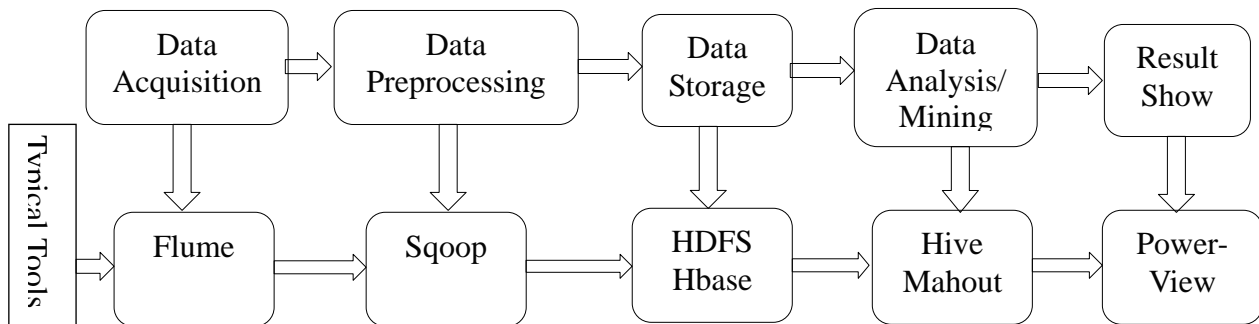 Data
Acquisition
Data
Preprocessing
Data
Storage
Data
Analysis/
Mining
Result
Show
Typical Tools
Flume
Sqoop
HDFS
Hbase
Hive
Mahout
Power-
View